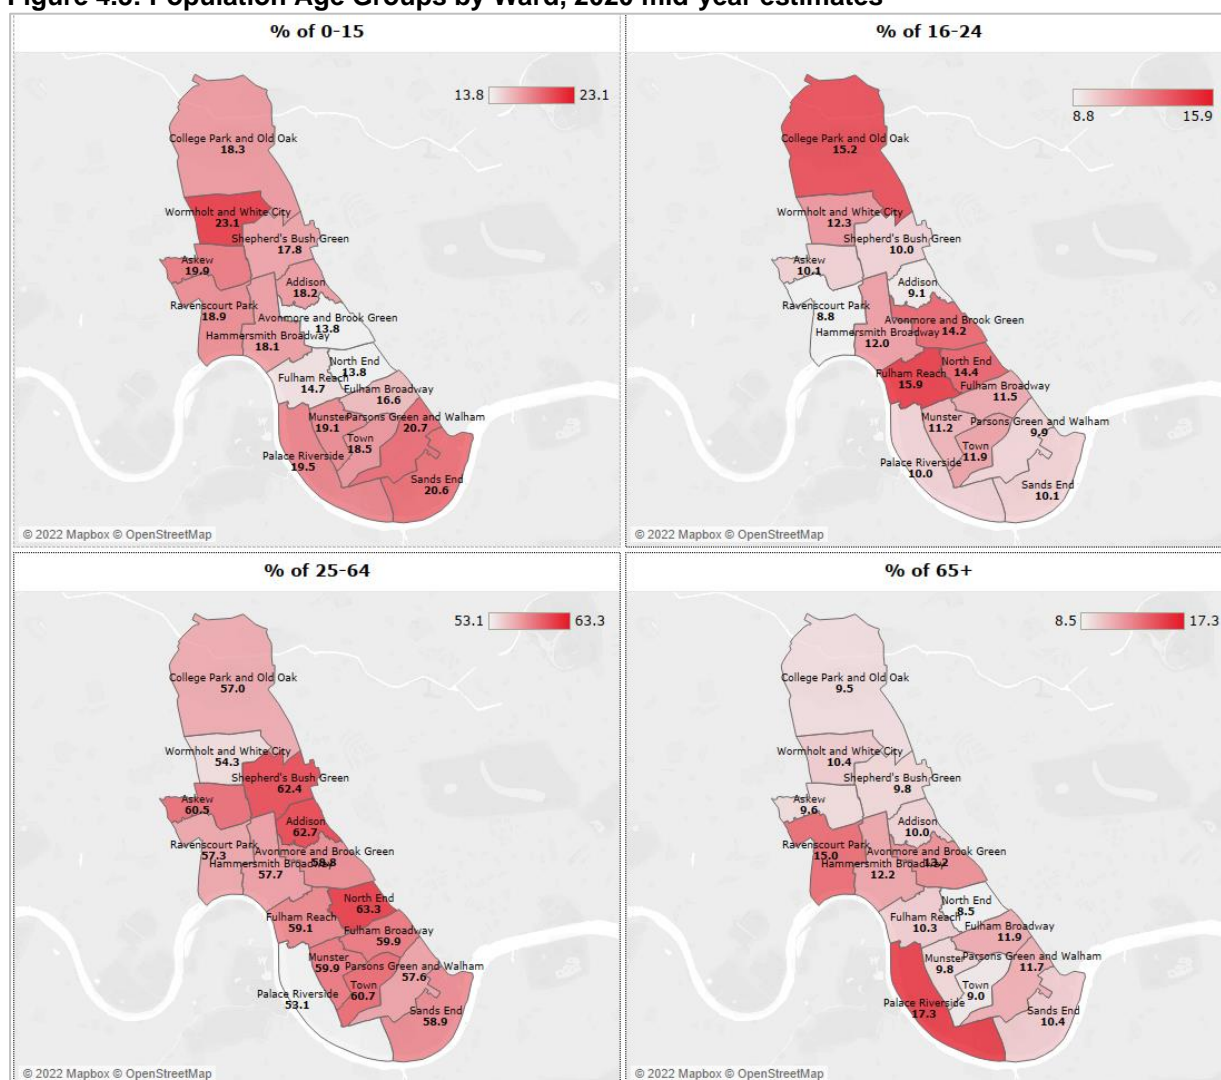 Figure 4.3: Population Age Groups by Ward, 2020 mid-year estimates
% of 0-15
13.8 23.1
College Park and Old Oak
18.3
Wormholt and White City
23.1
Shepherd's Bush Green
17.8
Askew
19.9
Addison
18.2
Ravenscourt Park
18.9
Avonmore and Brook Green
13.8
Hammersmith Broadway
18.1
North End
13.8
Fulham Reach
14.7
Fulham Broadway
16.6
Munster
19.1
Parsons Green and Walham
20.7
Town
18.5
Palace Riverside
19.5
Sands End
20.6
© 2022 Mapbox © OpenStreetMap
% of 16-24
8.8 15.9
College Park and Old Oak
15.2
Wormholt and White City
12.3
Shepherd's Bush Green
10.0
Askew
10.1
Addison
9.1
Ravenscourt Park
8.8
Avonmore and Brook Green
14.2
Hammersmith Broadway
12.0
North End
14.4
Fulham Reach
15.9
Fulham Broadway
11.5
Munster
11.2
Parsons Green and Walham
9.9
Town
11.9
Palace Riverside
10.0
Sands End
10.1
© 2022 Mapbox © OpenStreetMap
% of 25-64
53.1 63.3
College Park and Old Oak
57.0
Wormholt and White City
54.3
Shepherd's Bush Green
62.4
Askew
60.5
Addison
62.7
Ravenscourt Park
57.3
Avonmore and Brook Green
Hammersmith Broadway
57.7
North End
63.3
Fulham Reach
59.1
Fulham Broadway
59.9
Munster
59.9
Parsons Green and Walham
57.6
Town
60.7
Palace Riverside
53.1
Sands End
58.9
© 2022 Mapbox © OpenStreetMap
% of 65+
8.5 17.3
College Park and Old Oak
9.5
Wormholt and White City
10.4
Shepherd's Bush Green
9.8
Askew
9.6
Addison
10.0
Ravenscourt Park
15.0
Avonmore and Brook Green
13.2
Hammersmith Broadway
12.2
North End
8.5
Fulham Reach
10.3
Fulham Broadway
11.9
Munster
9.8
Parsons Green and Walham
11.7
Town
9.0
Palace Riverside
17.3
Sands End
10.4
© 2022 Mapbox © OpenStreetMap